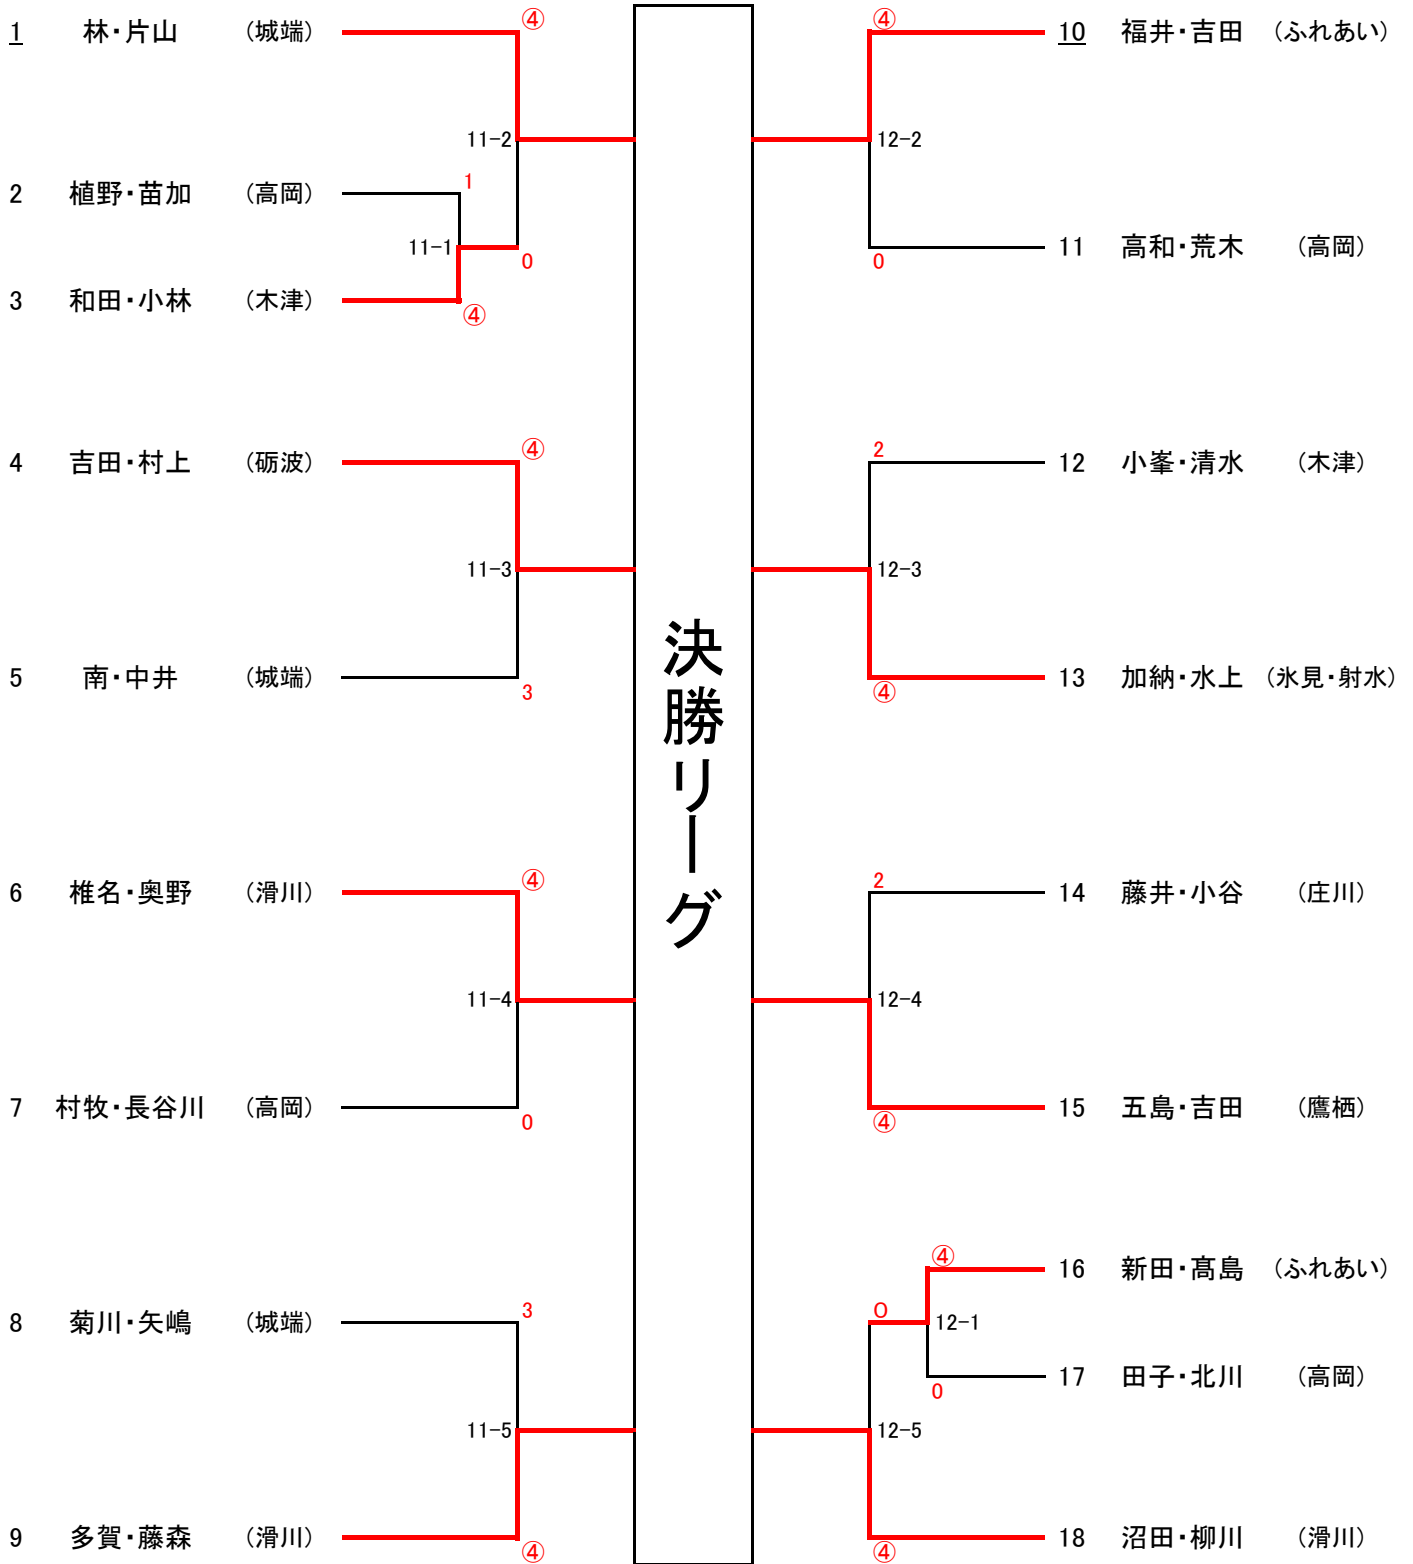 ④ ④
1 林・片山 (城端) 10 福井・吉田 (ふれあい)
11-2 12-2
1
2 植野・苗加 (高岡)
11-1 11 高和・荒木 (高岡)
0 0
3 和田・小林 (木津)
④
④ 2
4 吉田・村上 (砺波) 12 小峯・清水 (木津)
11-3 12-3
5 南・中井 (城端) 13 加納・水上 (氷見・射水)
3 ④
決勝リーグ
④ 2
6 椎名・奥野 (滑川) 14 藤井・小谷 (庄川)
11-4 12-4
7 村牧・長谷川 (高岡) 15 五島・吉田 (鷹栖)
0 ④
④
16 新田・髙島 (ふれあい)
3 0
8 菊川・矢嶋 (城端) 12-1
17 田子・北川 (高岡)
0
11-5 12-5
9 多賀・藤森 (滑川) 18 沼田・柳川 (滑川)
④ ④